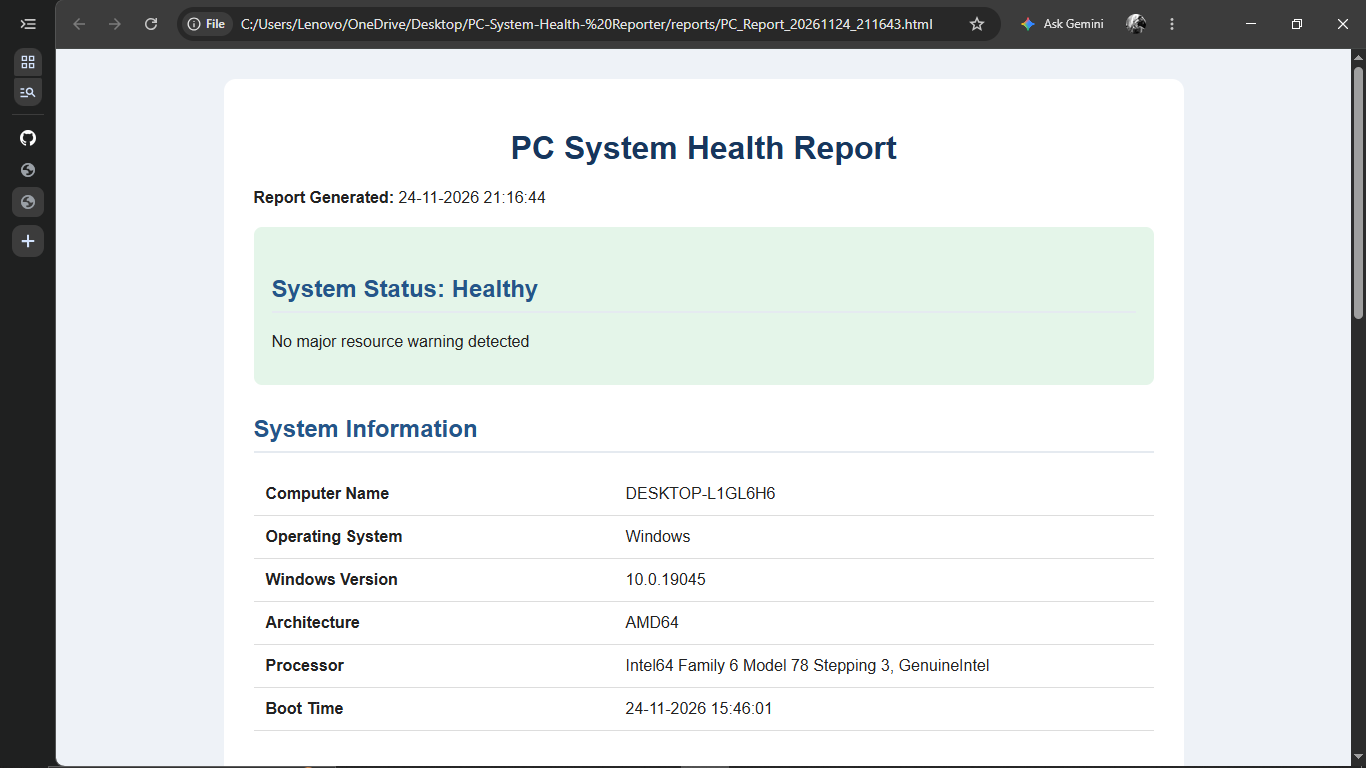 File C:/Users/Lenovo/OneDrive/Desktop/PC-System-Health-%20Reporter/reports/PC_Report_20261124_211643.html Ask Gemini
PC System Health Report
Report Generated: 24-11-2026 21:16:44
System Status: Healthy
No major resource warning detected
System Information
Computer Name DESKTOP-L1GL6H6
Operating System Windows
Windows Version 10.0.19045
Architecture AMD64
Processor Intel64 Family 6 Model 78 Stepping 3, GenuineIntel
Boot Time 24-11-2026 15:46:01